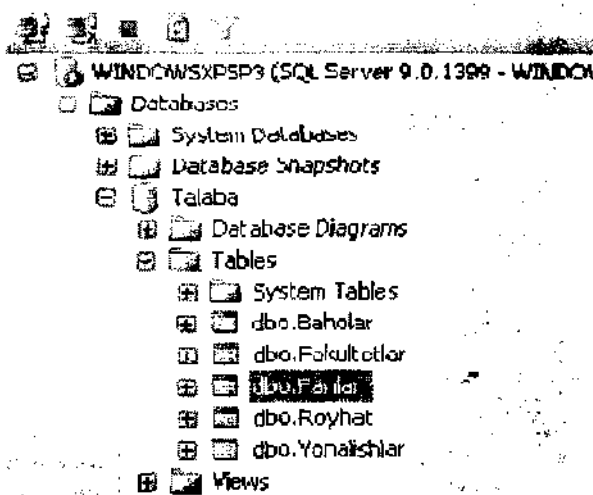 WINDOWSXPSP3 (SQL Server 9.0.1399 - WINDOW
Databases
System Databases
Database Snapshots
Talaba
Database Diagrams
Tables
System Tables
dbo.Baholar
dbo.Fakultetlar
dbo.Fanlar
dbo.Royhat
dbo.Yonalishlar
Views